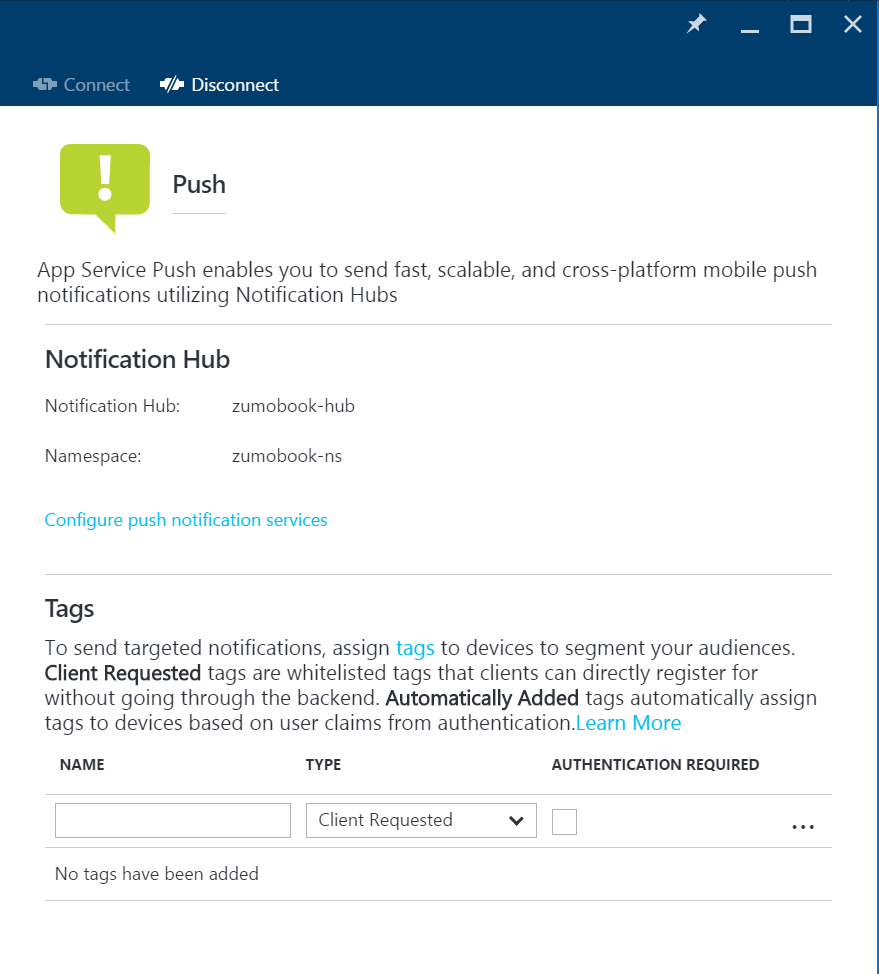 Connect Disconnect
!
Push
App Service Push enables you to send fast, scalable, and cross-platform mobile push
notifications utilizing Notification Hubs
Notification Hub
Notification Hub: zumobook-hub
Namespace: zumobook-ns
Configure push notification services
Tags
To send targeted notifications, assign tags to devices to segment your audiences.
Client Requested tags are whitelisted tags that clients can directly register for
without going through the backend. Automatically Added tags automatically assign
tags to devices based on user claims from authentication.Learn More
NAME TYPE AUTHENTICATION REQUIRED
Client Requested ...
No tags have been added